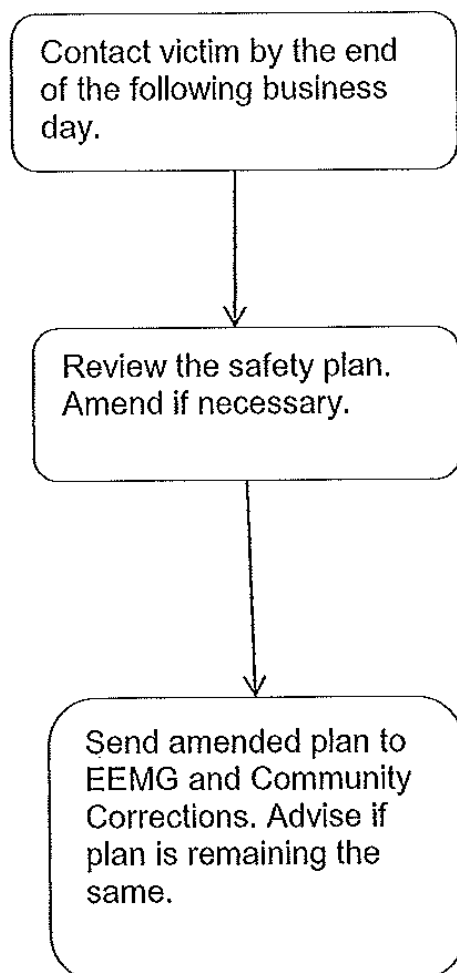 Contact victim by the end
of the following business
day.
Review the safety plan.
Amend if necessary.
Send amended plan to
EEMG and Community
Corrections. Advise if
plan is remaining the
same.